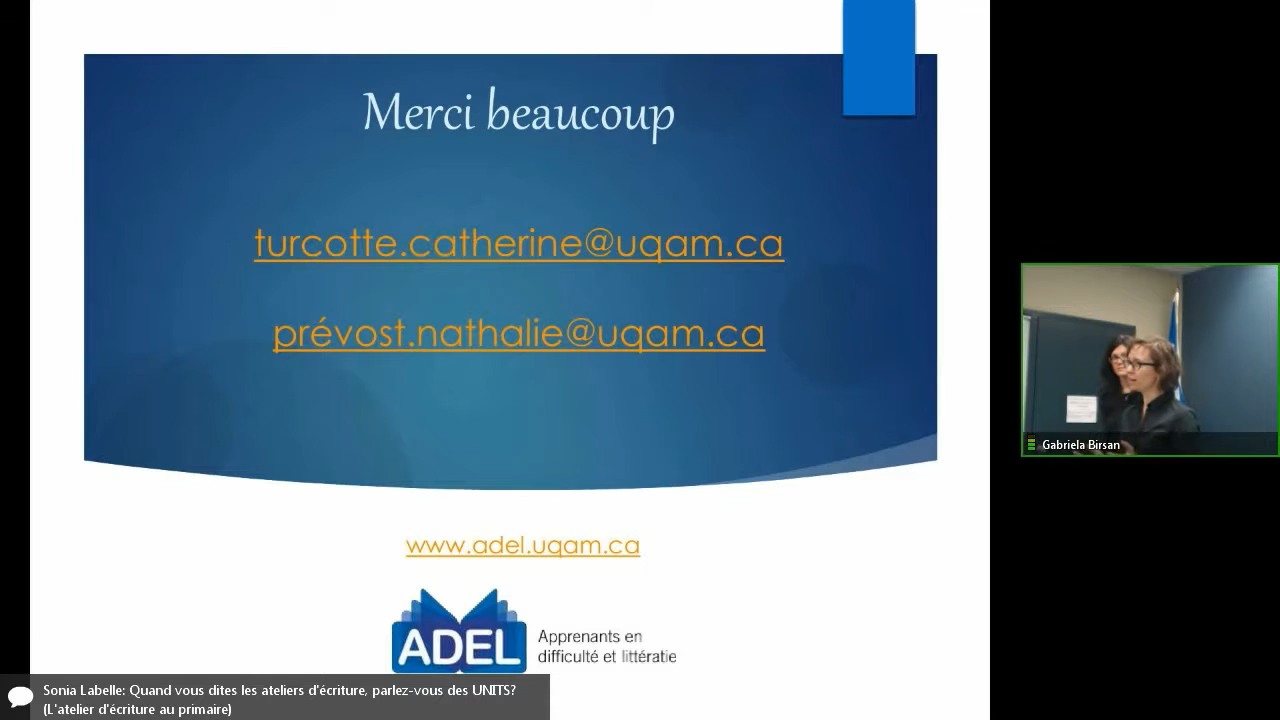 Merci beaucoup
turcotte.catherine@uqam.ca
prévost.nathalie@uqam.ca
www.adel.uqam.ca
ADEL
Apprenants en
difficulté et littératie
Sonia Labelle: Quand vous dites les ateliers d'écriture, parlez-vous des UNITS?
(L'atelier d'écriture au primaire)
Gabriela Birsan